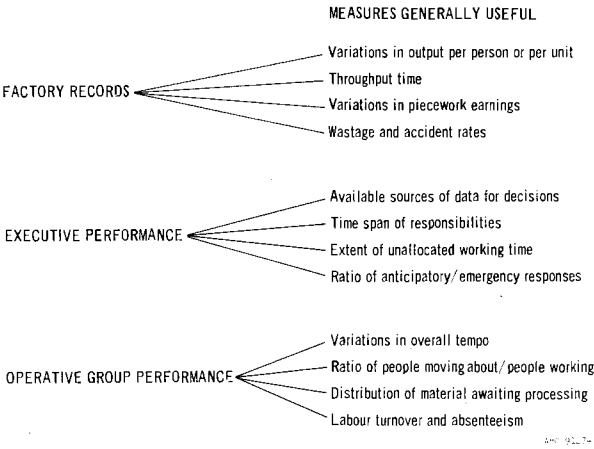 MEASURES GENERALLY USEFUL
FACTORY RECORDS
Variations in output per person or per unit
Throughput time
Variations in piecework earnings
Wastage and accident rates
EXECUTIVE PERFORMANCE
Available sources of data for decisions
Time span of responsibilities
Extent of unallocated working time
Ratio of anticipatory/emergency responses
OPERATIVE GROUP PERFORMANCE
Variations in overall tempo
Ratio of people moving about/people working
Distribution of material awaiting processing
Labour turnover and absenteeism